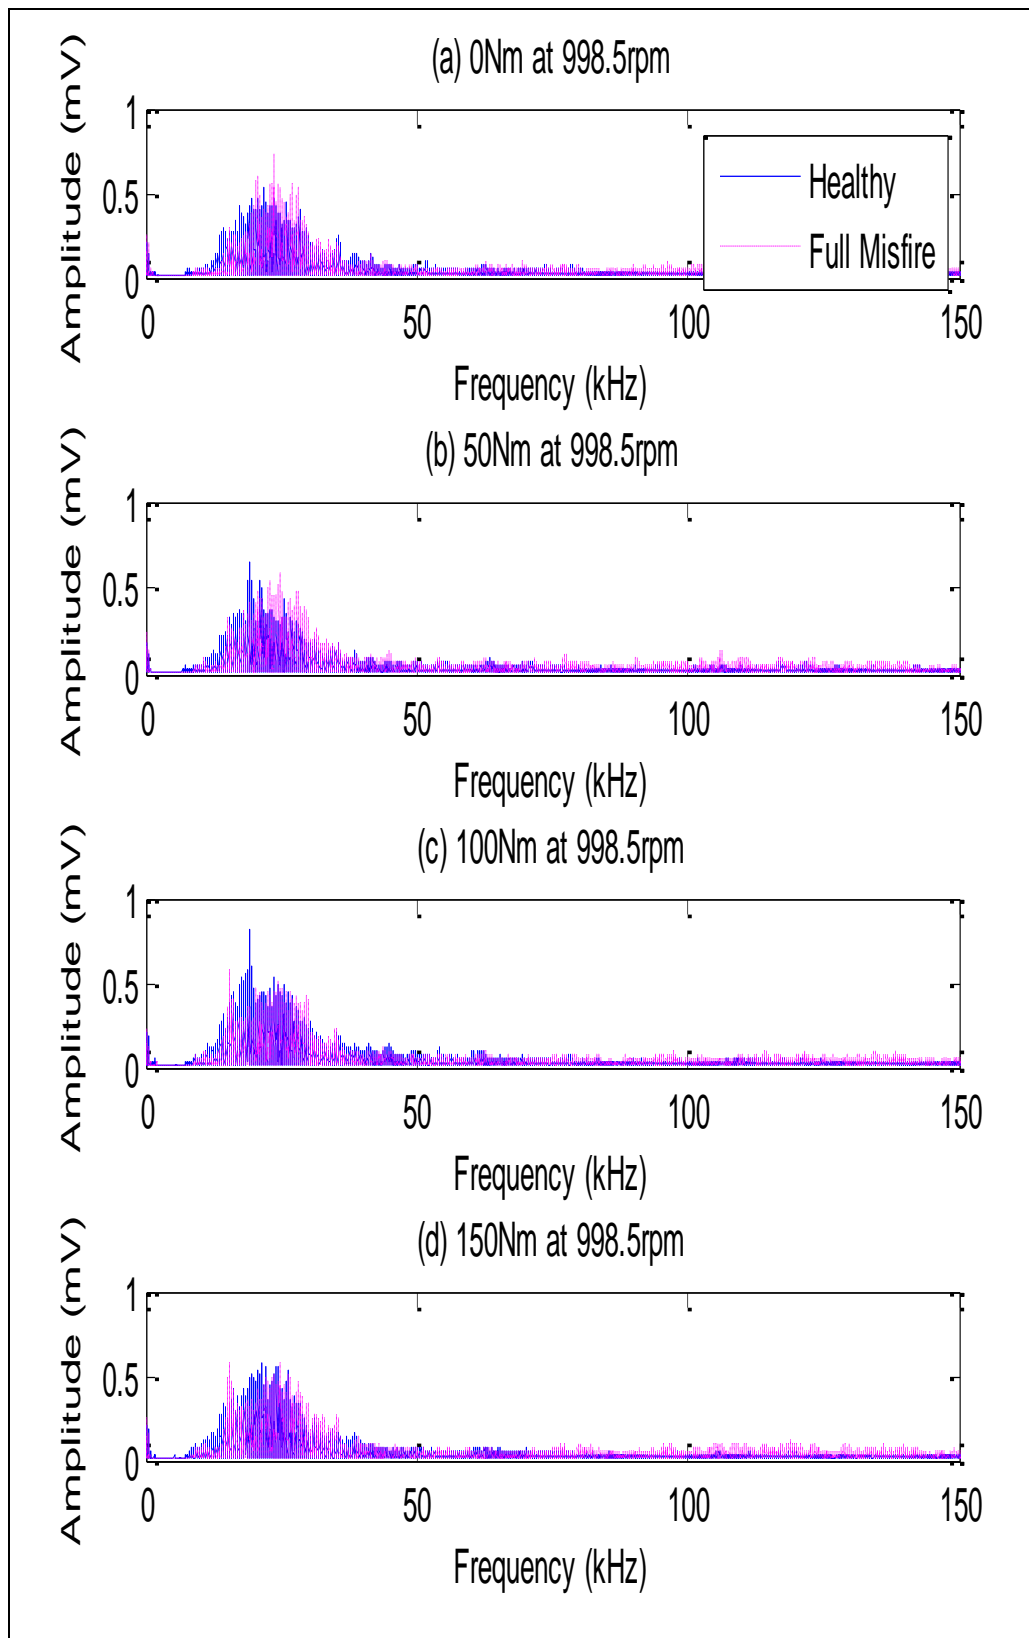 (a) 0Nm at 998.5rpm
Amplitude (mV)
1
0.5
0
Healthy
Full Misfire
0 50 100 150
Frequency (kHz)
(b) 50Nm at 998.5rpm
Amplitude (mV)
1
0.5
0
0 50 100 150
Frequency (kHz)
(c) 100Nm at 998.5rpm
Amplitude (mV)
1
0.5
0
0 50 100 150
Frequency (kHz)
(d) 150Nm at 998.5rpm
Amplitude (mV)
1
0.5
0
0 50 100 150
Frequency (kHz)